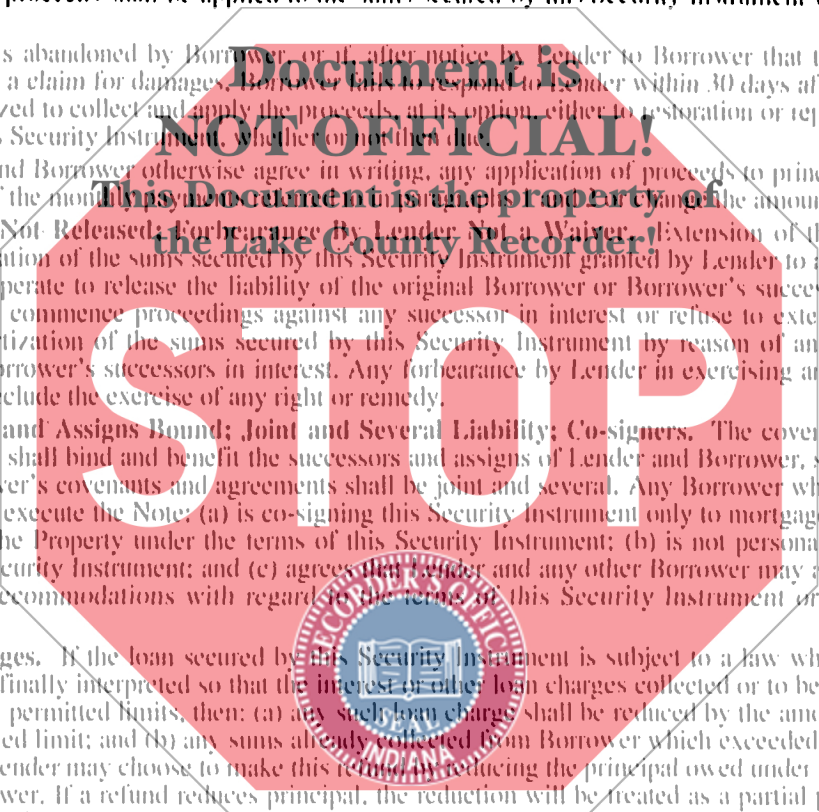 s abandoned by Borrower, or if, after notice by Lender to Borrower that t
a claim for damages, Borrower fails to respond to Lender within 30 days af
zed to collect and apply the proceeds, at its option, either to restoration or rep
Security Instrument, whether or not then due.
nd Borrower otherwise agree in writing, any application of proceeds to princ
the monthly payments referred to in paragraphs 1 and 2 or change the amoun
Not Released; Forbearance By Lender Not a Waiver. Extension of th
ation of the sums secured by this Security Instrument granted by Lender to a
perate to release the liability of the original Borrower or Borrower's succes
commence proceedings against any successor in interest or refuse to exte
tization of the sums secured by this Security Instrument by reason of an
orrower's successors in interest. Any forbearance by Lender in exercising an
clude the exercise of any right or remedy.
and Assigns Bound; Joint and Several Liability; Co-signers. The cover
shall bind and benefit the successors and assigns of Lender and Borrower, s
ver's covenants and agreements shall be joint and several. Any Borrower wh
execute the Note: (a) is co-signing this Security Instrument only to mortgage
he Property under the terms of this Security Instrument; (b) is not persona
curity Instrument; and (c) agrees that Lender and any other Borrower may a
ccommodations with regard to the terms of this Security Instrument or
ges. If the loan secured by this Security Instrument is subject to a law wh
finally interpreted so that the interest or other loan charges collected or to be
permitted limits, then: (a) any such loan charge shall be reduced by the amo
ed limit; and (b) any sums already collected from Borrower which exceeded
ender may choose to make this refund by reducing the principal owed under
wer. If a refund reduces principal, the reduction will be treated as a partial p
Document is
NOT OFFICIAL!
This Document is the property of
the Lake County Recorder!
STOP
RECORDER'S OFFICE
SEAL
INDIANA